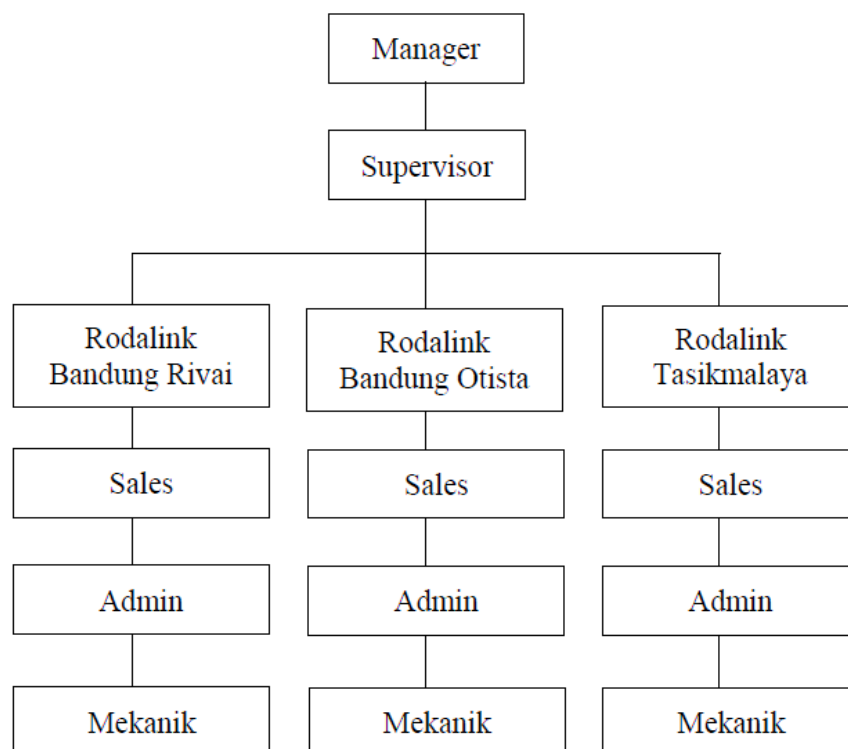 Manager
Supervisor
Rodalink
Bandung Rivai
Rodalink
Bandung Otista
Rodalink
Tasikmalaya
Sales
Sales
Sales
Admin
Admin
Admin
Mekanik
Mekanik
Mekanik